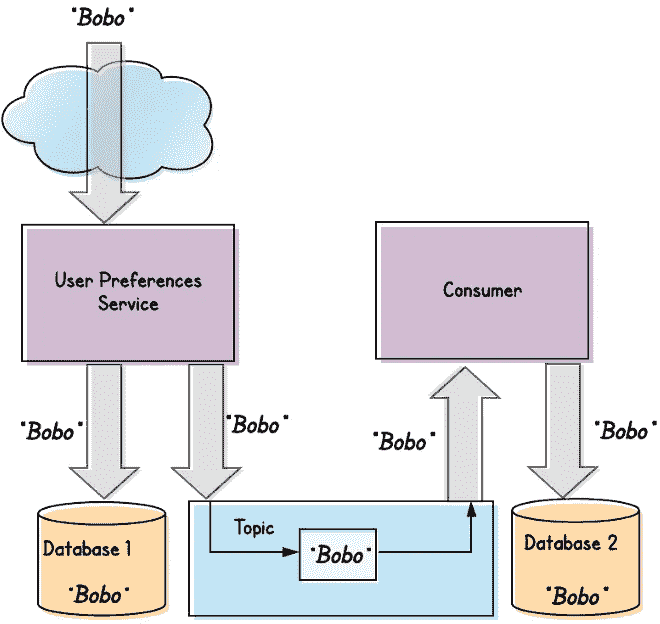 "Bobo"
User Preferences
Service
Consumer
"Bobo"
"Bobo"
"Bobo"
"Bobo"
Database 1
"Bobo"
Topic
"Bobo"
Database 2
"Bobo"